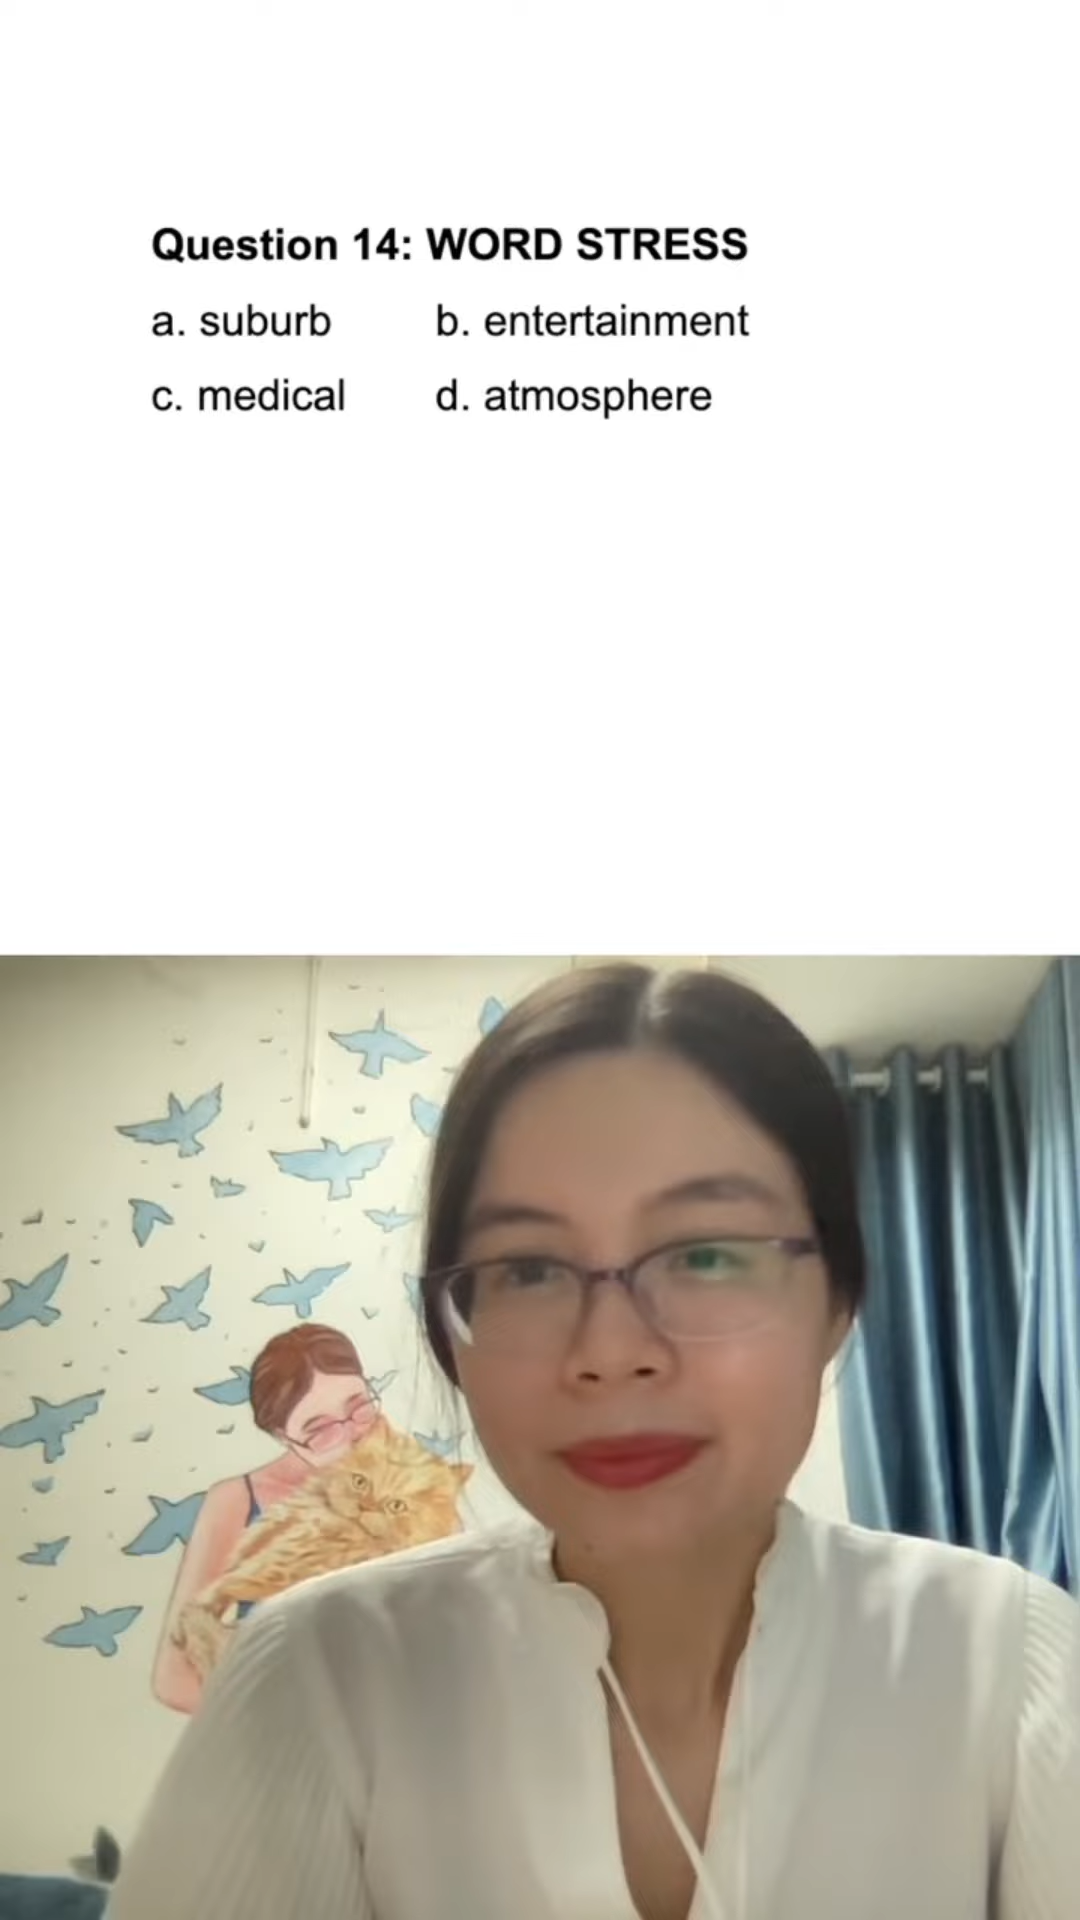 Question 14: WORD STRESS
a. suburb b. entertainment
c. medical d. atmosphere